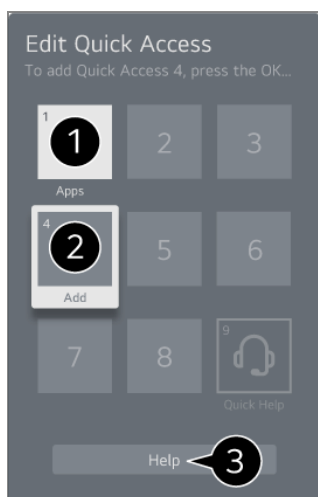 Edit Quick Access
To add Quick Access 4, press the OK...
1
1
2
3
Apps
4
2
5
6
Add
7
8
9
Quick Help
Help
3